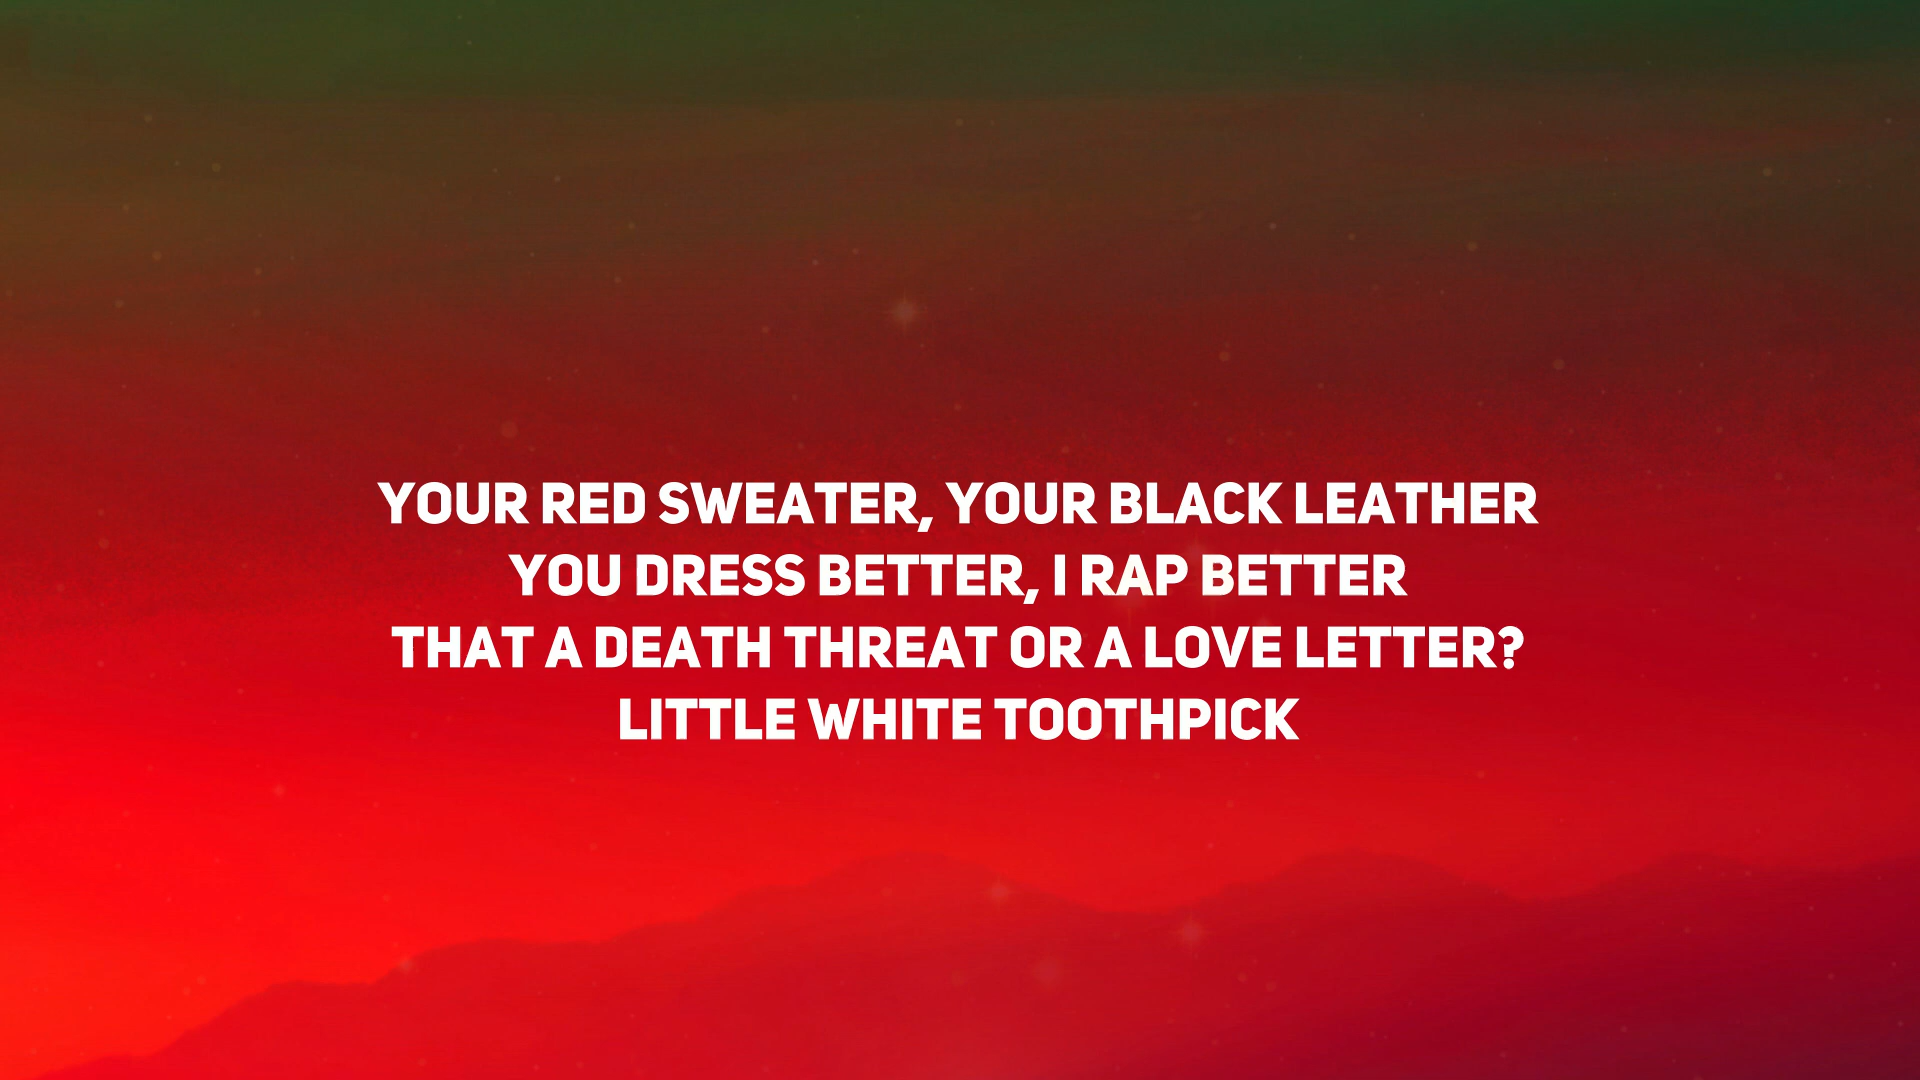 YOUR RED SWEATER, YOUR BLACK LEATHER
YOU DRESS BETTER, I RAP BETTER
THAT A DEATH THREAT OR A LOVE LETTER?
LITTLE WHITE TOOTHPICK